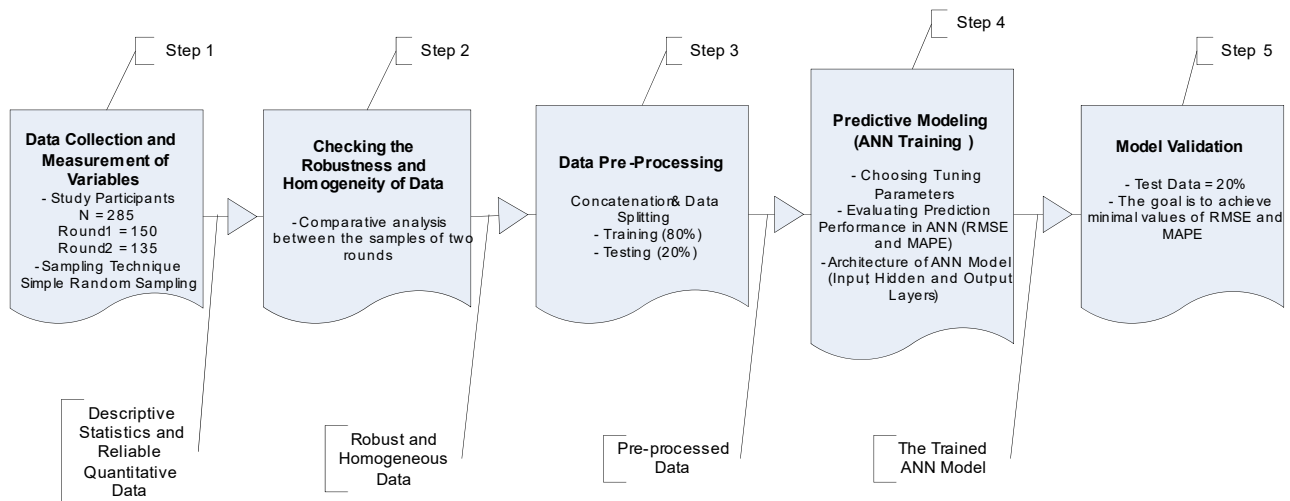 Step 1
Data Collection and
Measurement of
Variables
- Study Participants
N = 285
Round1 = 150
Round2 = 135
- Sampling Technique
Simple Random Sampling
Descriptive
Statistics and
Reliable
Quantitative
Data
Step 2
Checking the
Robustness and
Homogeneity of Data
- Comparative analysis
between the samples of two
rounds
Robust and
Homogeneous
Data
Step 3
Data Pre-Processing
Concatenation& Data
Splitting
- Training (80%)
- Testing (20%)
Pre-processed
Data
Step 4
Predictive Modeling
(ANN Training )
- Choosing Tuning
Parameters
- Evaluating Prediction
Performance in ANN (RMSE
and MAPE)
- Architecture of ANN Model
(Input, Hidden and Output
Layers)
The Trained
ANN Model
Step 5
Model Validation
- Test Data = 20%
- The goal is to achieve
minimal values of RMSE and
MAPE